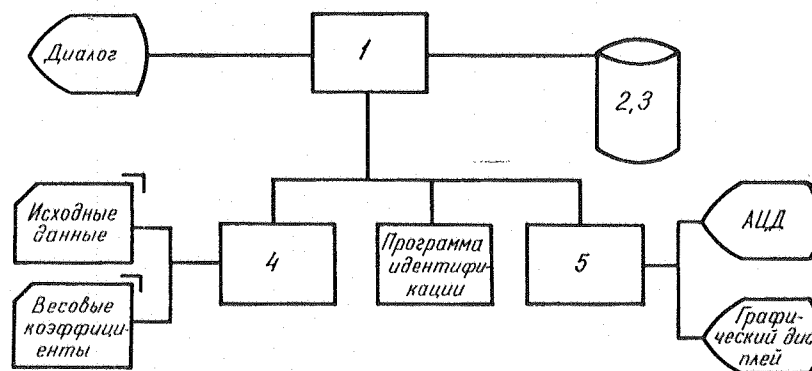 Диалог
1
2,3
Исходные
данные
Весовые
коэффици-
енты
4
Программа
идентифи-
кации
5
АЦД
Графи-
ческий дис
плей